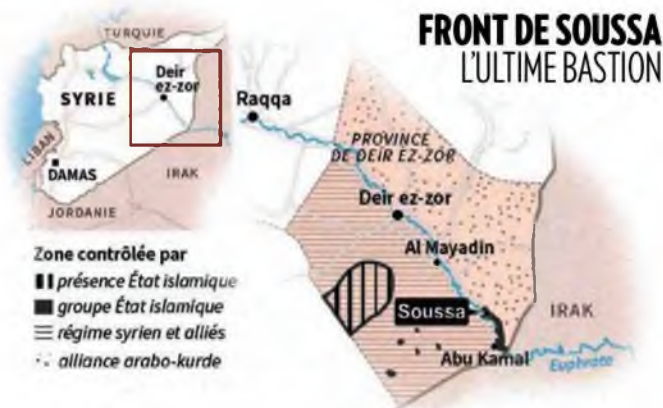 FRONT DE SOUSSA
L'ULTIME BASTION
TURQUIE
Deir
ez-zor
SYRIE
LIBAN
DAMAS
IRAK
JORDANIE
Zone contrôlée par
présence État islamique
groupe État islamique
régime syrien et alliés
alliance arabo-kurde
Raqqa
PROVINCE
DE DEIR EZ-ZOR
Deir ez-zor
Al Mayadin
Soussa
IRAK
Abu Kamal
Euphrate